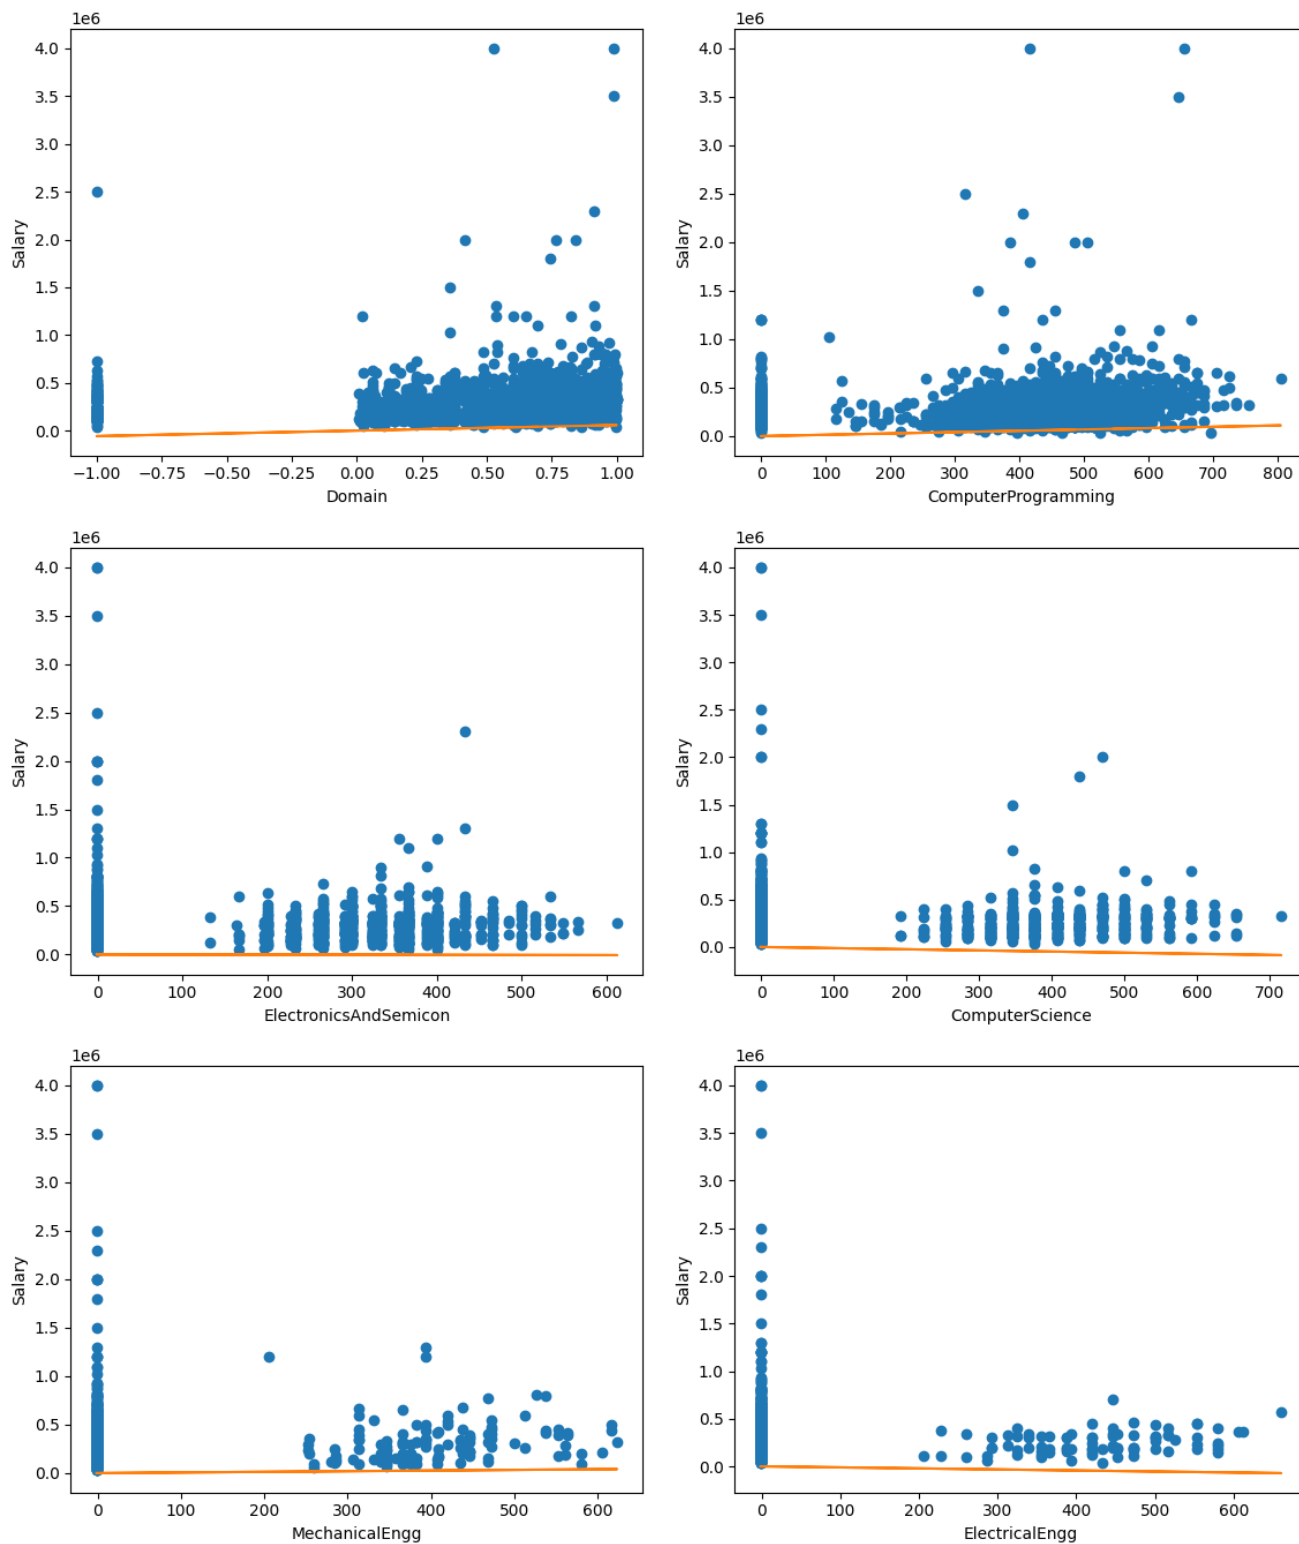 1e6
4.0
3.5
3.0
2.5
2.0
1.5
1.0
0.5
0.0
Salary
−1.00 −0.75 −0.50 −0.25 0.00 0.25 0.50 0.75 1.00
Domain
1e6
4.0
3.5
3.0
2.5
2.0
1.5
1.0
0.5
0.0
Salary
0 100 200 300 400 500 600 700 800
ComputerProgramming
1e6
4.0
3.5
3.0
2.5
2.0
1.5
1.0
0.5
0.0
Salary
0 100 200 300 400 500 600
ElectronicsAndSemicon
1e6
4.0
3.5
3.0
2.5
2.0
1.5
1.0
0.5
0.0
Salary
0 100 200 300 400 500 600 700
ComputerScience
1e6
4.0
3.5
3.0
2.5
2.0
1.5
1.0
0.5
0.0
Salary
0 100 200 300 400 500 600
MechanicalEngg
1e6
4.0
3.5
3.0
2.5
2.0
1.5
1.0
0.5
0.0
Salary
0 100 200 300 400 500 600
ElectricalEngg